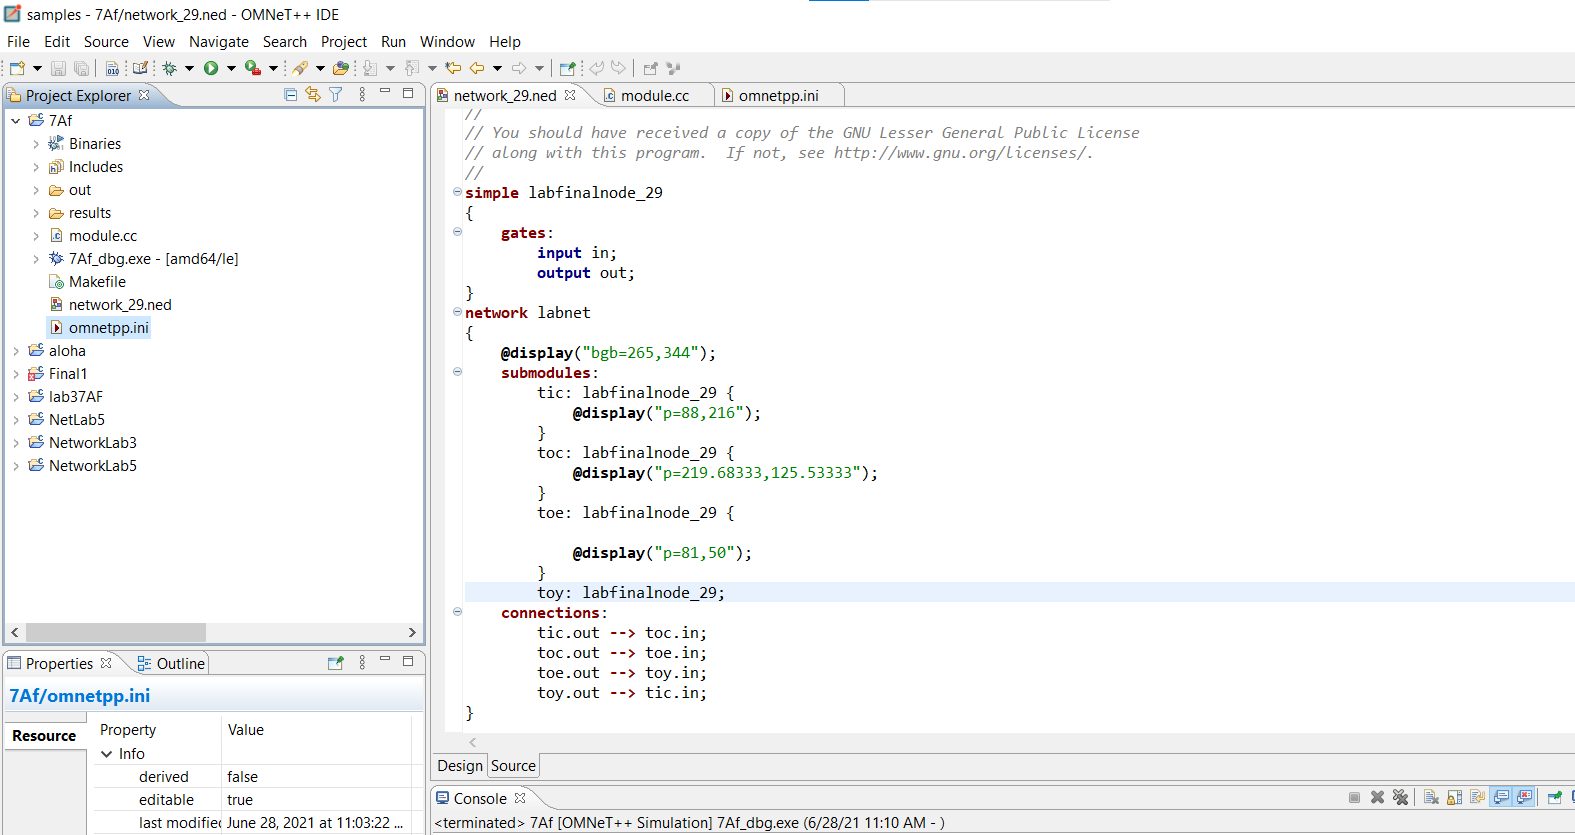 samples - 7Af/network_29.ned - OMNeT++ IDE
File Edit Source View Navigate Search Project Run Window Help
Project Explorer
7Af
Binaries
Includes
out
results
module.cc
7Af_dbg.exe - [amd64/le]
Makefile
network_29.ned
omnetpp.ini
aloha
Final1
lab37AF
NetLab5
NetworkLab3
NetworkLab5
Properties Outline
7Af/omnetpp.ini
Resource
Property Value
Info
derived false
editable true
last modified June 28, 2021 at 11:03:22 ...
network_29.ned module.cc omnetpp.ini
//
// You should have received a copy of the GNU Lesser General Public License
// along with this program.  If not, see http://www.gnu.org/licenses/.
//
simple labfinalnode_29
{
    gates:
        input in;
        output out;
}
network labnet
{
    @display("bgb=265,344");
    submodules:
        tic: labfinalnode_29 {
            @display("p=88,216");
        }
        toc: labfinalnode_29 {
            @display("p=219.68333,125.53333");
        }
        toe: labfinalnode_29 {
            @display("p=81,50");
        }
        toy: labfinalnode_29;
    connections:
        tic.out --> toc.in;
        toc.out --> toe.in;
        toe.out --> toy.in;
        toy.out --> tic.in;
}
Design Source
Console
<terminated> 7Af [OMNeT++ Simulation] 7Af_dbg.exe (6/28/21 11:10 AM - )